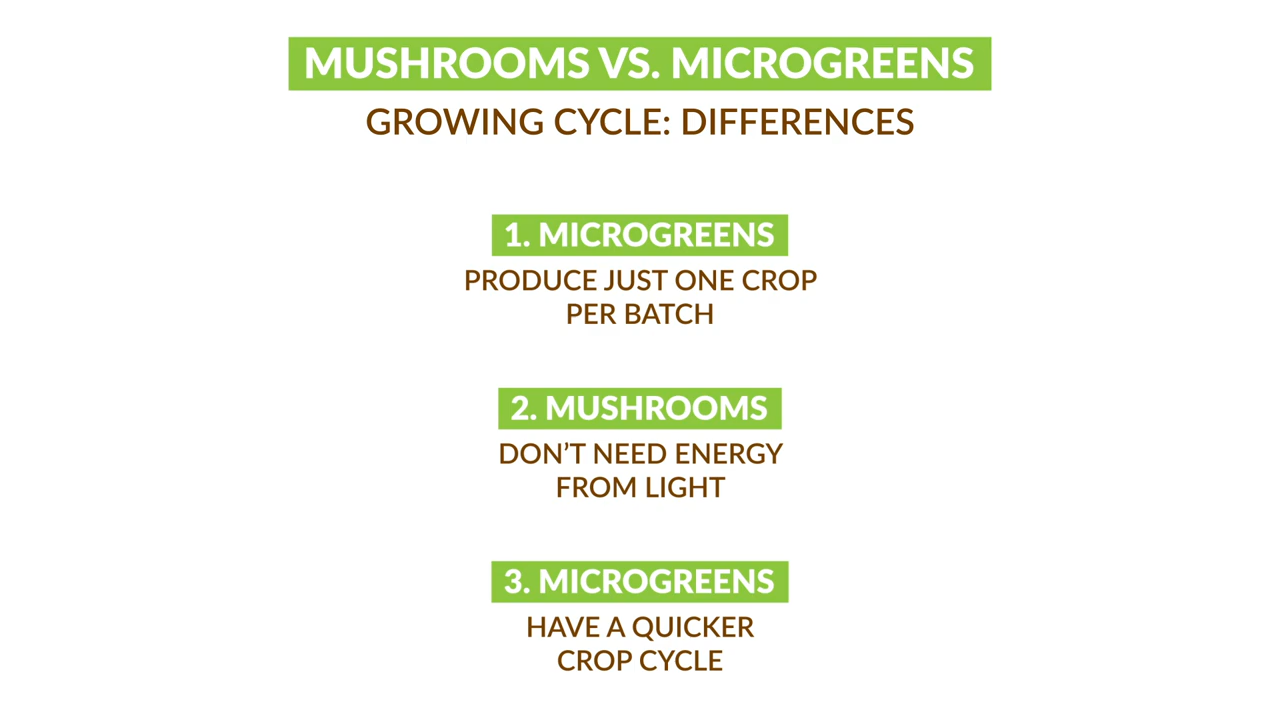 MUSHROOMS VS. MICROGREENS
GROWING CYCLE: DIFFERENCES
1. MICROGREENS
PRODUCE JUST ONE CROP
PER BATCH
2. MUSHROOMS
DON’T NEED ENERGY
FROM LIGHT
3. MICROGREENS
HAVE A QUICKER
CROP CYCLE